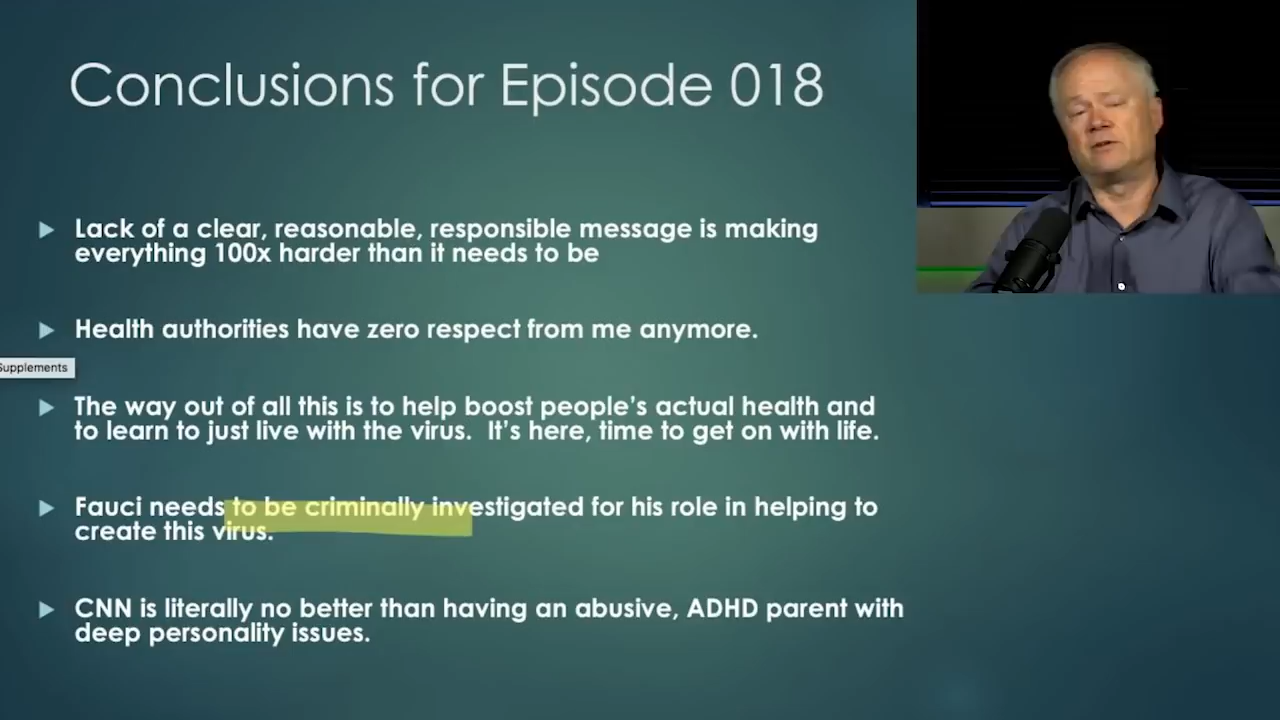 Conclusions for Episode 018
Lack of a clear, reasonable, responsible message is making
everything 100x harder than it needs to be
Health authorities have zero respect from me anymore.
Supplements
The way out of all this is to help boost people’s actual health and
to learn to just live with the virus.  It’s here, time to get on with life.
Fauci needs to be criminally investigated for his role in helping to
create this virus.
CNN is literally no better than having an abusive, ADHD parent with
deep personality issues.